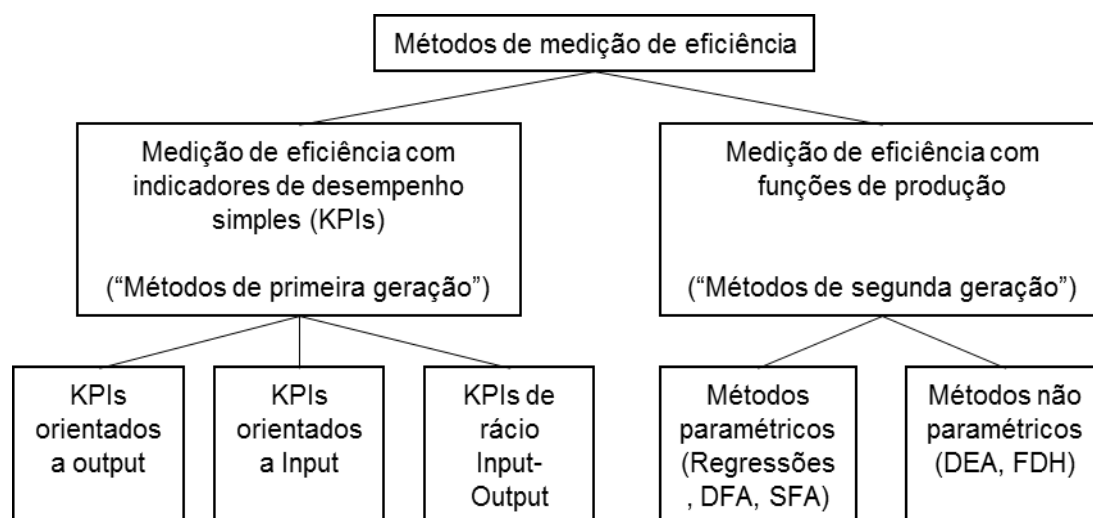 Métodos de medição de eficiência
Medição de eficiência com
indicadores de desempenho
simples (KPIs)
(“Métodos de primeira geração”)
Medição de eficiência com
funções de produção
(“Métodos de segunda geração”)
KPIs
orientados
a output
KPIs
orientados
a Input
KPIs de
rácio
Input-
Output
Métodos
paramétricos
(Regressões
, DFA, SFA)
Métodos não
paramétricos
(DEA, FDH)